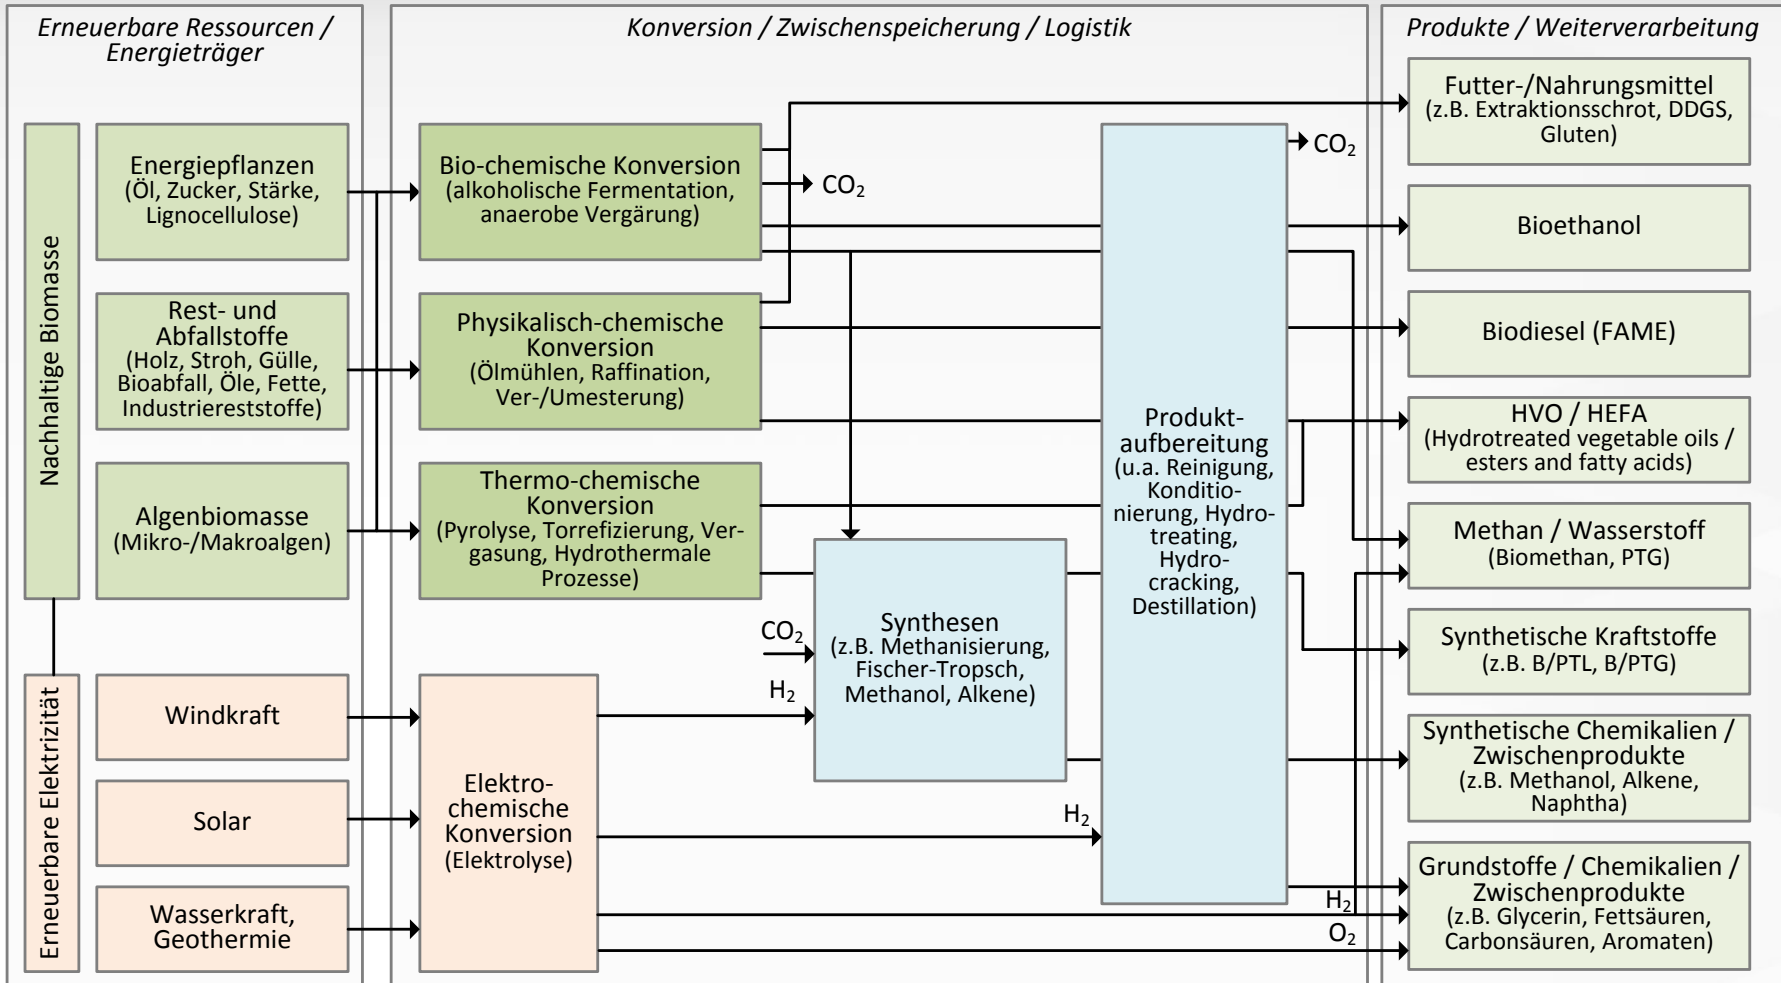 Erneuerbare Ressourcen /
Energieträger
Nachhaltige Biomasse
Energiepflanzen
(Öl, Zucker, Stärke,
Lignocellulose)
Rest- und
Abfallstoffe
(Holz, Stroh, Gülle,
Bioabfall, Öle, Fette,
Industriereststoffe)
Algenbiomasse
(Mikro-/Makroalgen)
Erneuerbare Elektrizität
Windkraft
Solar
Wasserkraft,
Geothermie
Konversion / Zwischenspeicherung / Logistik
Bio-chemische Konversion
(alkoholische Fermentation,
anaerobe Vergärung)
CO₂
Physikalisch-chemische
Konversion
(Ölmühlen, Raffination,
Ver-/Umesterung)
Thermo-chemische
Konversion
(Pyrolyse, Torrefizierung, Ver-
gasung, Hydrothermale
Prozesse)
Elektro-
chemische
Konversion
(Elektrolyse)
CO₂
H₂
Synthesen
(z.B. Methanisierung,
Fischer-Tropsch,
Methanol, Alkene)
H₂
Produkt-
aufbereitung
(u.a. Reinigung,
Konditio-
nierung, Hydro-
treating,
Hydro-
cracking,
Destillation)
CO₂
H₂
O₂
Produkte / Weiterverarbeitung
Futter-/Nahrungsmittel
(z.B. Extraktionsschrot, DDGS,
Gluten)
Bioethanol
Biodiesel (FAME)
HVO / HEFA
(Hydrotreated vegetable oils /
esters and fatty acids)
Methan / Wasserstoff
(Biomethan, PTG)
Synthetische Kraftstoffe
(z.B. B/PTL, B/PTG)
Synthetische Chemikalien /
Zwischenprodukte
(z.B. Methanol, Alkene,
Naphtha)
Grundstoffe / Chemikalien /
Zwischenprodukte
(z.B. Glycerin, Fettsäuren,
Carbonsäuren, Aromaten)